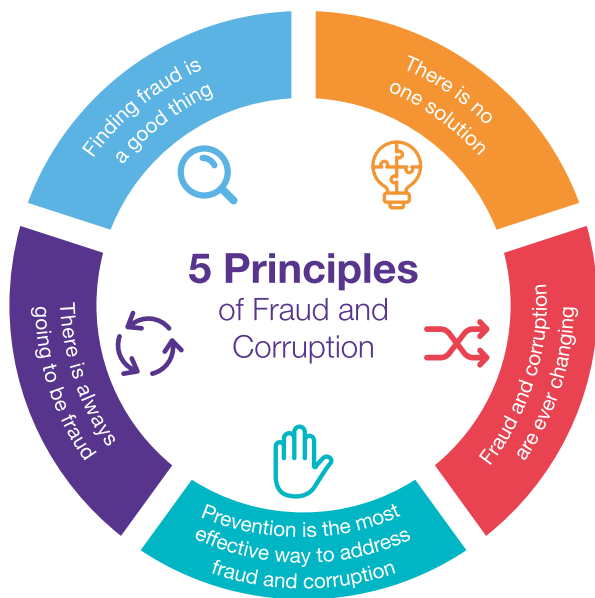 5 Principles
of Fraud and
Corruption
There is no
one solution
Fraud and corruption
are ever changing
Prevention is the most
effective way to address
fraud and corruption
There is always
going to be fraud
Finding fraud is
a good thing